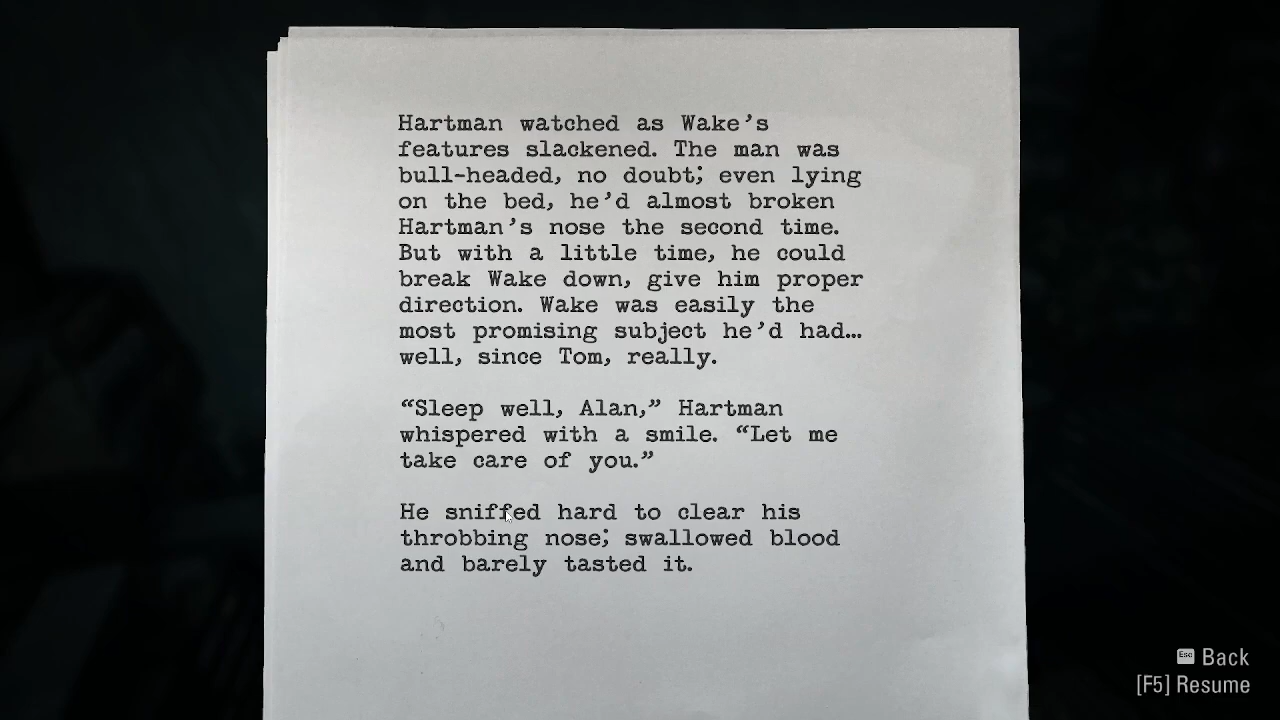 Hartman watched as Wake’s
features slackened. The man was
bull-headed, no doubt; even lying
on the bed, he’d almost broken
Hartman’s nose the second time.
But with a little time, he could
break Wake down, give him proper
direction. Wake was easily the
most promising subject he’d had…
well, since Tom, really.
“Sleep well, Alan,” Hartman
whispered with a smile. “Let me
take care of you.”
He sniffed hard to clear his
throbbing nose; swallowed blood
and barely tasted it.
Esc Back
[F5] Resume